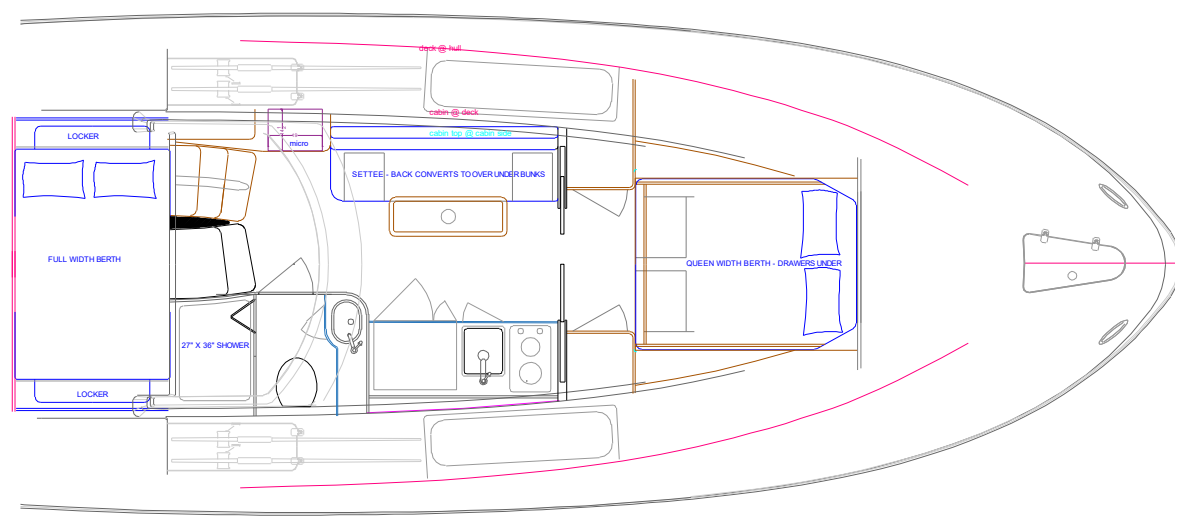 deck @ hull
cabin @ deck
cabin top @ cabin side
LOCKER
micro
SETTEE - BACK CONVERTS TO OVER UNDER BUNKS
FULL WIDTH BERTH
QUEEN WIDTH BERTH - DRAWERS UNDER
27" X 36" SHOWER
LOCKER